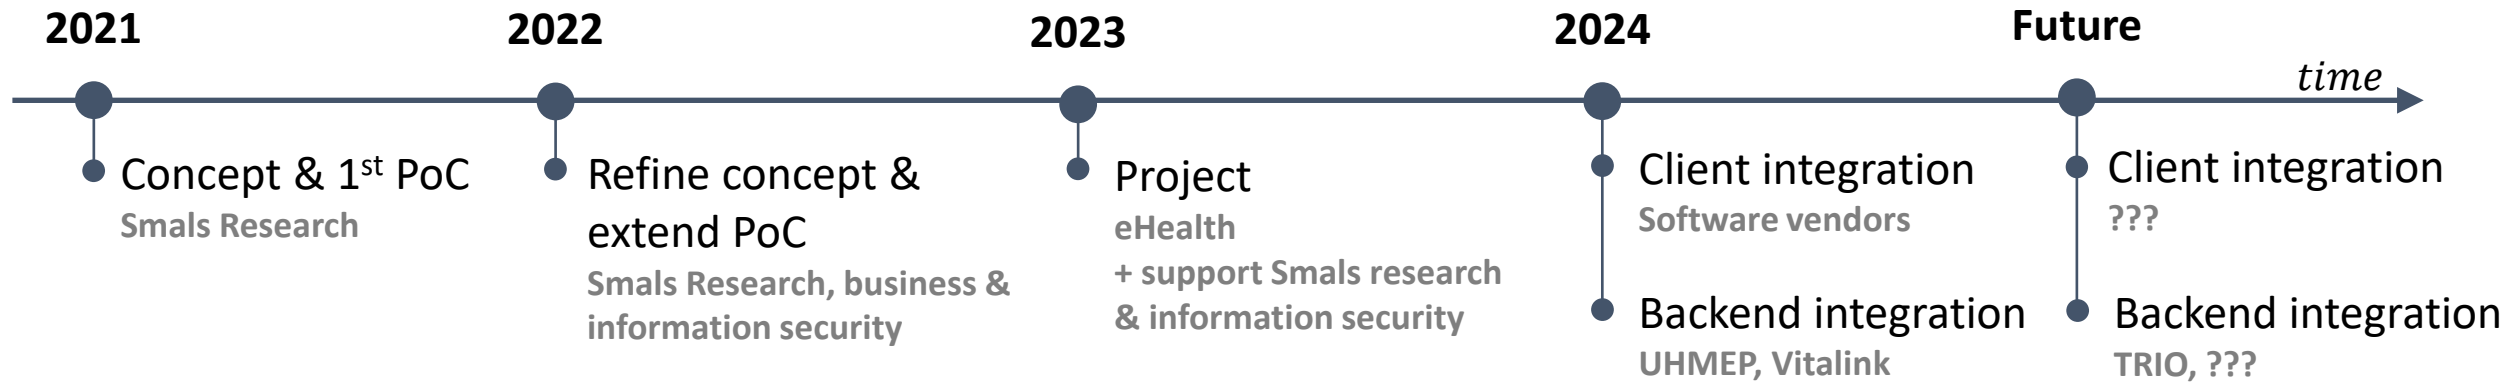 2021
2022
2023
2024
Future
time
Concept & 1st PoC
Smals Research
Refine concept &
extend PoC
Smals Research, business &
information security
Project
eHealth
+ support Smals research
& information security
Client integration
Software vendors
Backend integration
UHMEP, Vitalink
Client integration
???
Backend integration
TRIO, ???